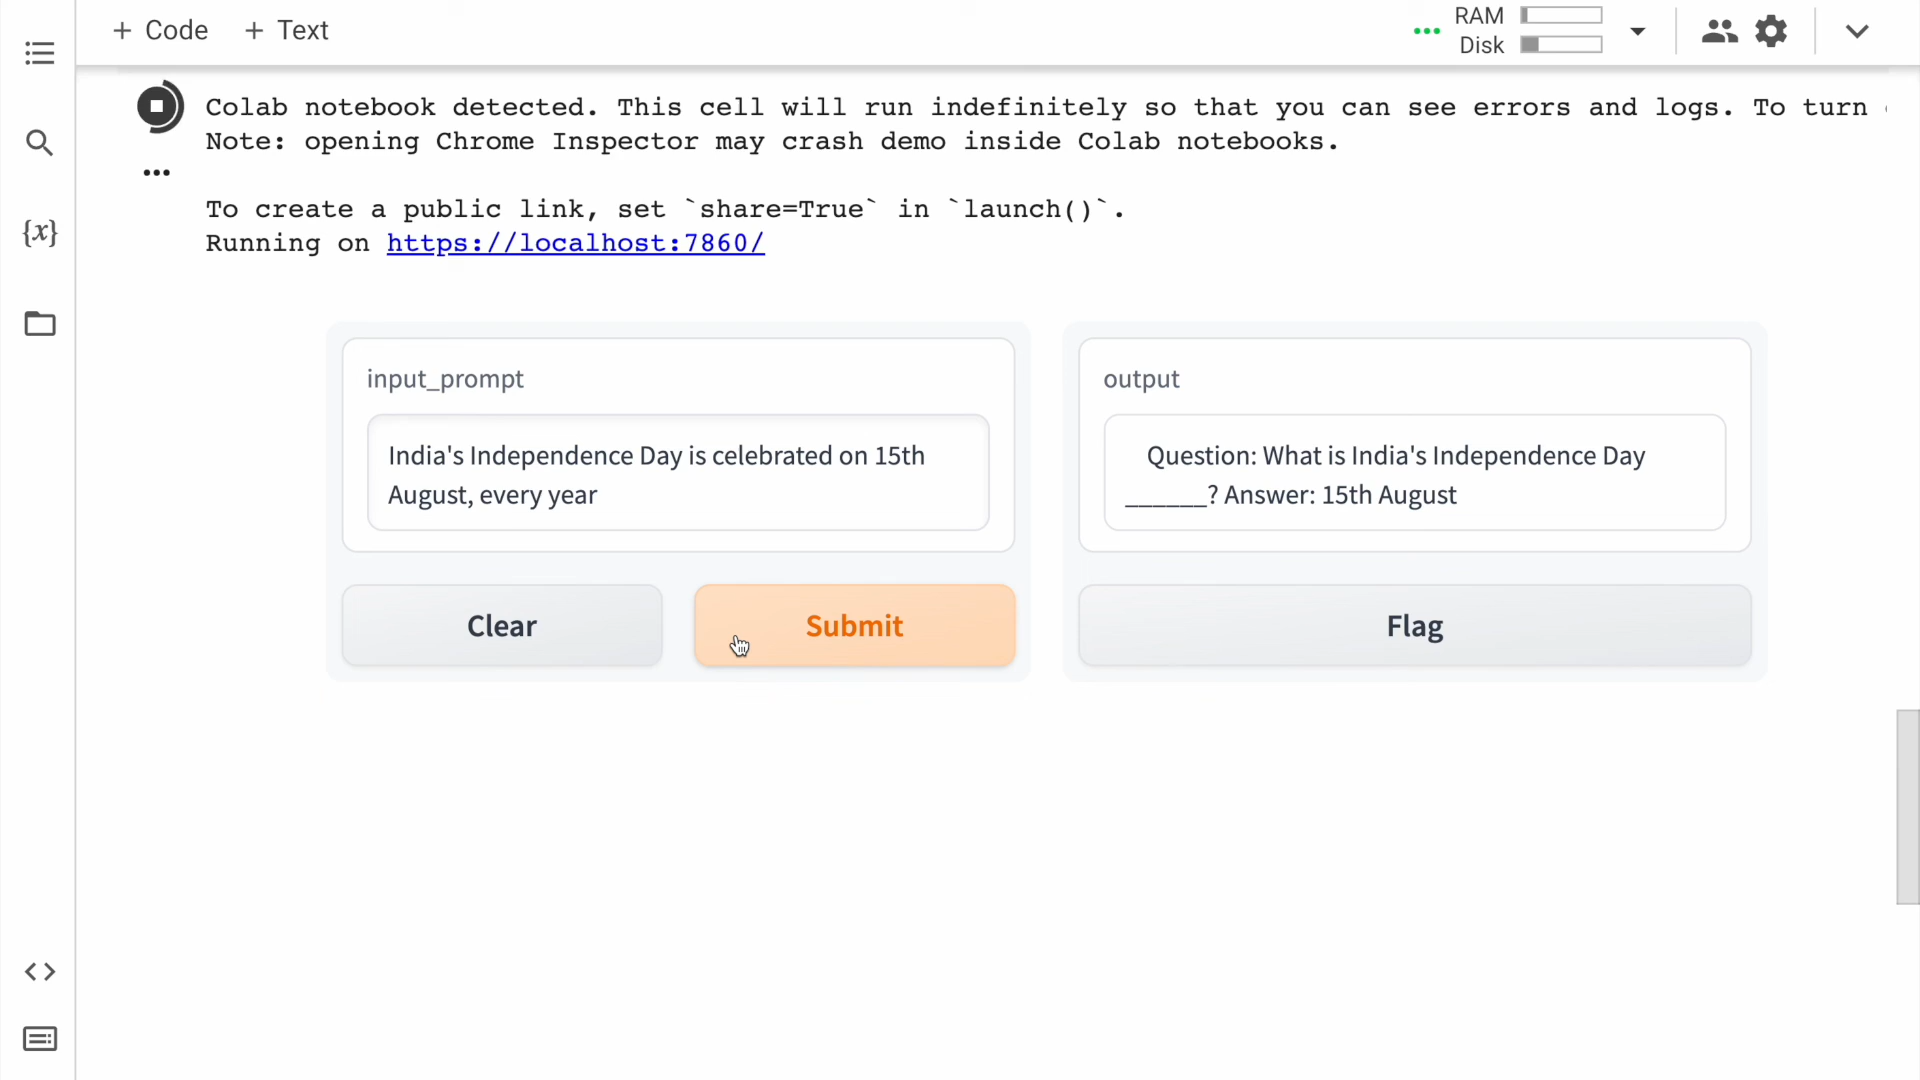 + Code + Text
RAM
Disk
Colab notebook detected. This cell will run indefinitely so that you can see errors and logs. To turn
Note: opening Chrome Inspector may crash demo inside Colab notebooks.
To create a public link, set `share=True` in `launch()`.
Running on https://localhost:7860/
{x}
input_prompt
India's Independence Day is celebrated on 15th
August, every year
Clear
Submit
output
Question: What is India's Independence Day
______? Answer: 15th August
Flag